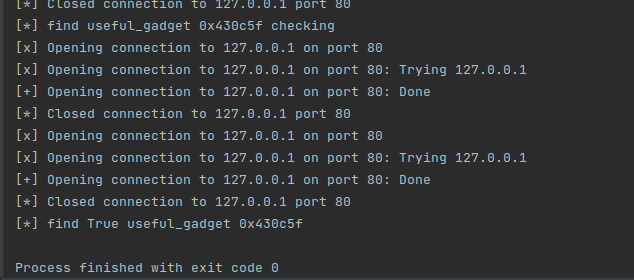 [*] Closed connection to 127.0.0.1 port 80
[*] find useful_gadget 0x430c5f checking
[x] Opening connection to 127.0.0.1 on port 80
[x] Opening connection to 127.0.0.1 on port 80: Trying 127.0.0.1
[+] Opening connection to 127.0.0.1 on port 80: Done
[*] Closed connection to 127.0.0.1 port 80
[x] Opening connection to 127.0.0.1 on port 80
[x] Opening connection to 127.0.0.1 on port 80: Trying 127.0.0.1
[+] Opening connection to 127.0.0.1 on port 80: Done
[*] Closed connection to 127.0.0.1 port 80
[*] find True useful_gadget 0x430c5f
Process finished with exit code 0